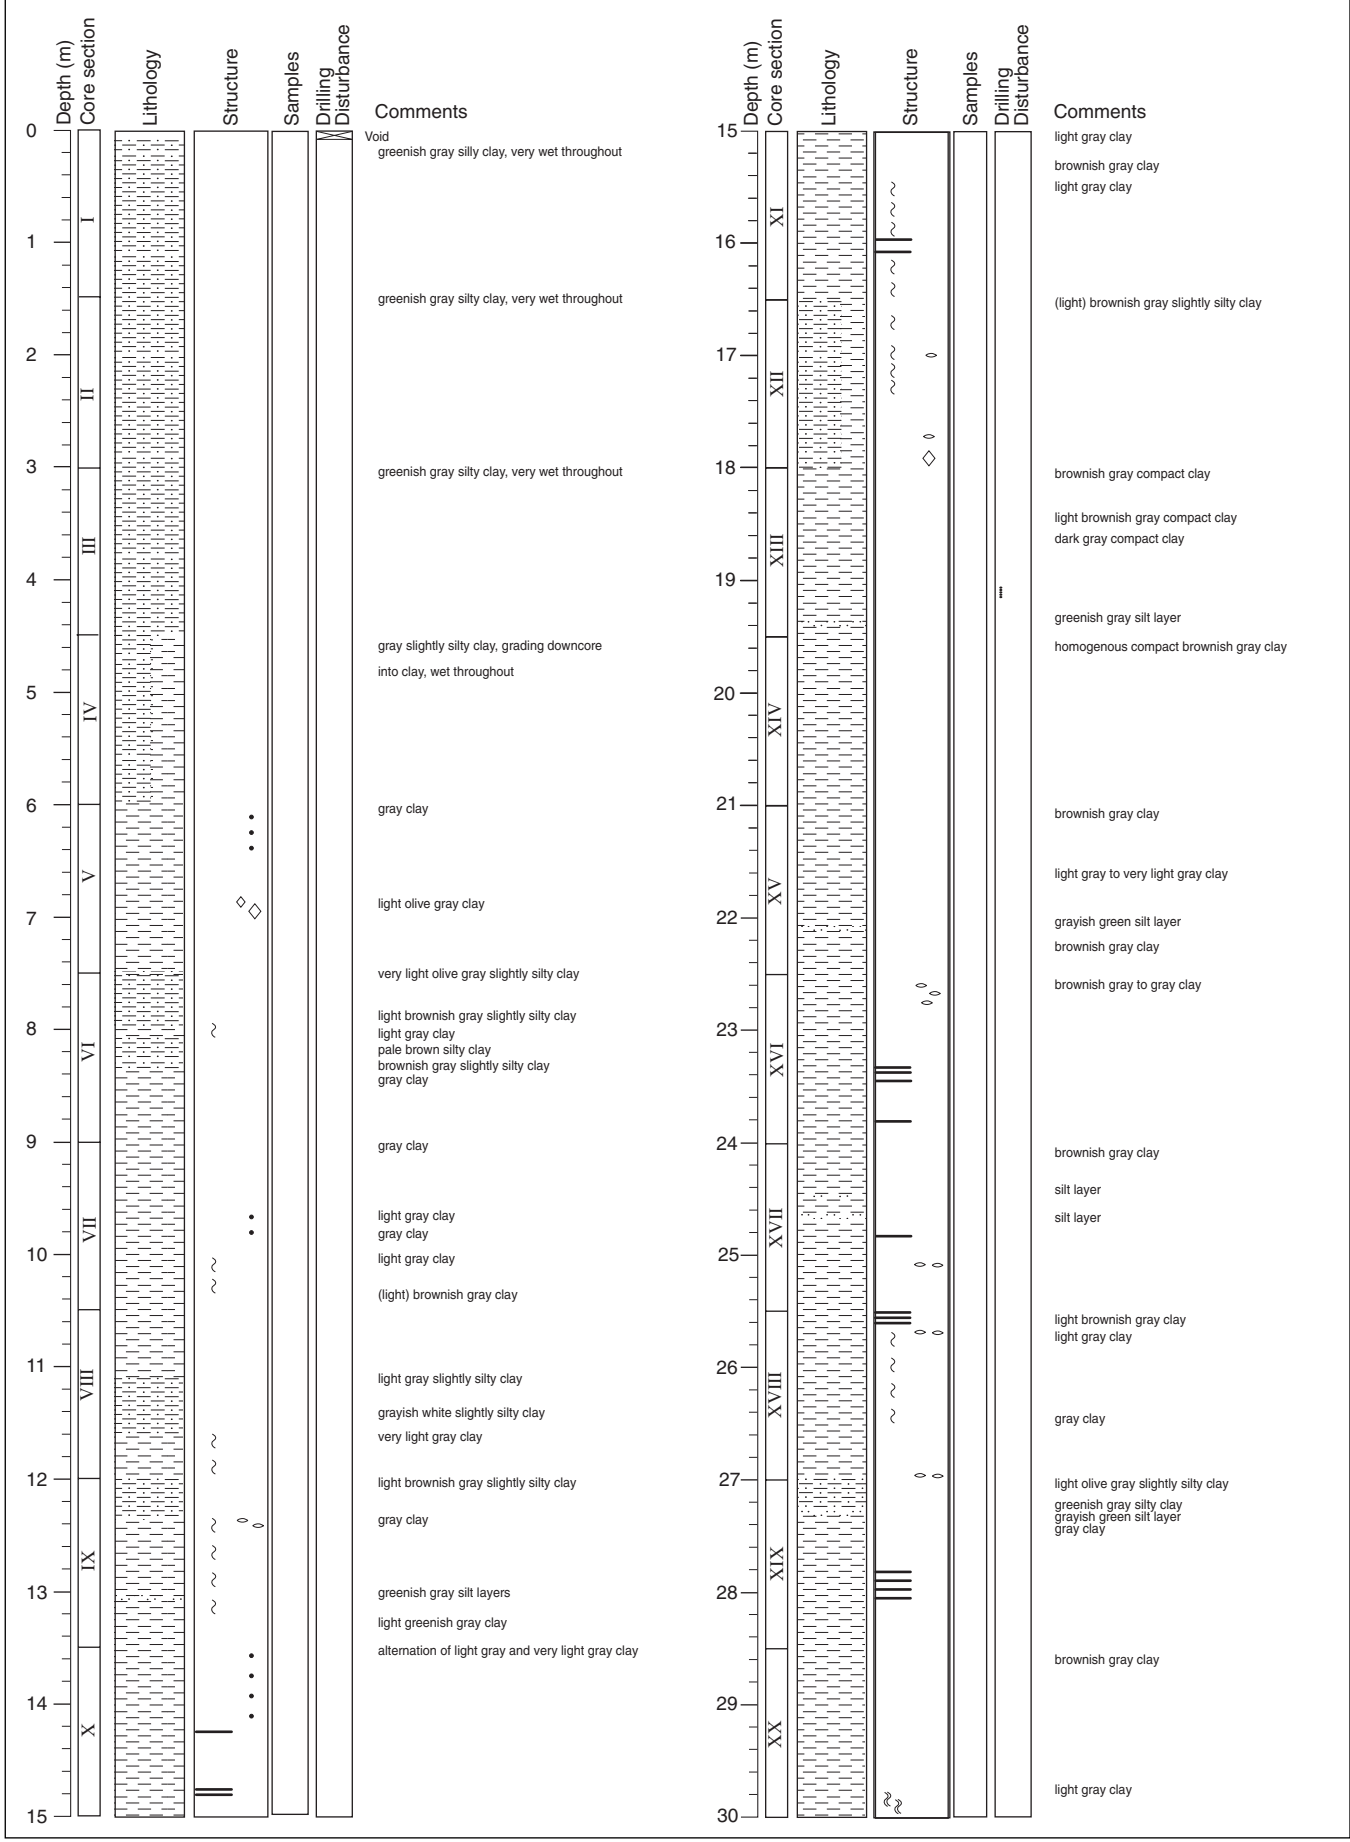 Depth (m)
Core section
Lithology
Structure
Samples
Drilling
Disturbance
Comments
0
1
2
3
4
5
6
7
8
9
10
11
12
13
14
15
I
II
III
IV
V
VI
VII
VIII
IX
X
Void
greenish gray silly clay, very wet throughout
greenish gray silty clay, very wet throughout
greenish gray silty clay, very wet throughout
gray slightly silty clay, grading downcore
into clay, wet throughout
gray clay
light olive gray clay
very light olive gray slightly silty clay
light brownish gray slightly silty clay
light gray clay
pale brown silty clay
brownish gray slightly silty clay
gray clay
gray clay
light gray clay
gray clay
light gray clay
(light) brownish gray clay
light gray slightly silty clay
grayish white slightly silty clay
very light gray clay
light brownish gray slightly silty clay
gray clay
greenish gray silt layers
light greenish gray clay
alternation of light gray and very light gray clay
Depth (m)
Core section
Lithology
Structure
Samples
Drilling
Disturbance
Comments
15
16
17
18
19
20
21
22
23
24
25
26
27
28
29
30
XI
XII
XIII
XIV
XV
XVI
XVII
XVIII
XIX
XX
light gray clay
brownish gray clay
light gray clay
(light) brownish gray slightly silty clay
brownish gray compact clay
light brownish gray compact clay
dark gray compact clay
greenish gray silt layer
homogenous compact brownish gray clay
brownish gray clay
light gray to very light gray clay
grayish green silt layer
brownish gray clay
brownish gray to gray clay
brownish gray clay
silt layer
silt layer
light brownish gray clay
light gray clay
gray clay
light olive gray slightly silty clay
greenish gray silty clay
grayish green silt layer
gray clay
brownish gray clay
light gray clay